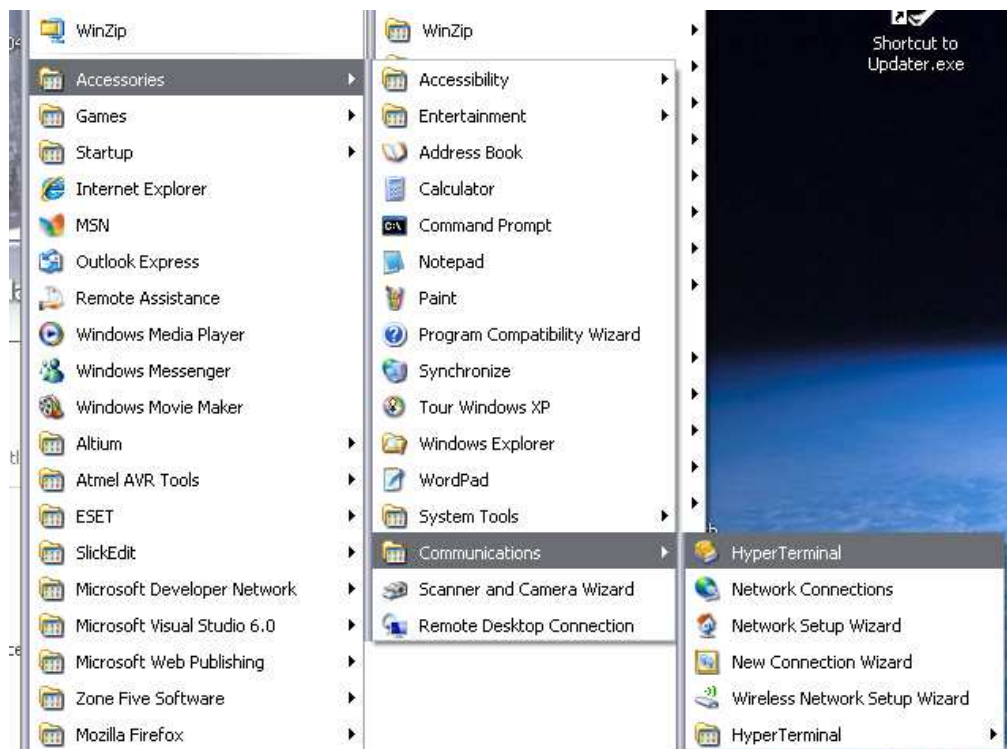 WinZip
Accessories
Games
Startup
Internet Explorer
MSN
Outlook Express
Remote Assistance
Windows Media Player
Windows Messenger
Windows Movie Maker
Altium
Atmel AVR Tools
ESET
SlickEdit
Microsoft Developer Network
Microsoft Visual Studio 6.0
Microsoft Web Publishing
Zone Five Software
Mozilla Firefox
WinZip
Accessibility
Entertainment
Address Book
Calculator
Command Prompt
Notepad
Paint
Program Compatibility Wizard
Synchronize
Tour Windows XP
Windows Explorer
WordPad
System Tools
Communications
Scanner and Camera Wizard
Remote Desktop Connection
HyperTerminal
Network Connections
Network Setup Wizard
New Connection Wizard
Wireless Network Setup Wizard
HyperTerminal
Shortcut to
Updater.exe